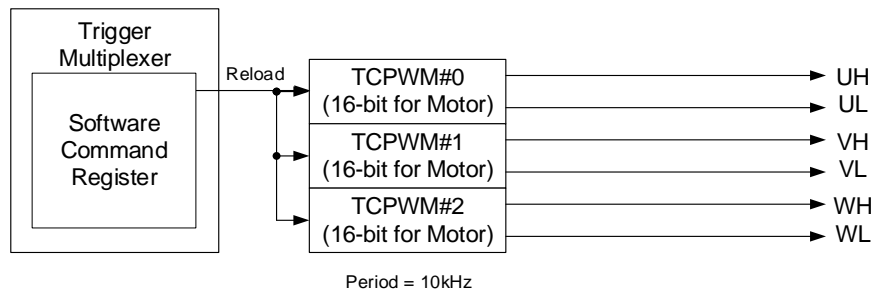 Trigger
Multiplexer
Software
Command
Register
Reload
TCPWM#0
(16-bit for Motor)
TCPWM#1
(16-bit for Motor)
TCPWM#2
(16-bit for Motor)
UH
UL
VH
VL
WH
WL
Period = 10kHz